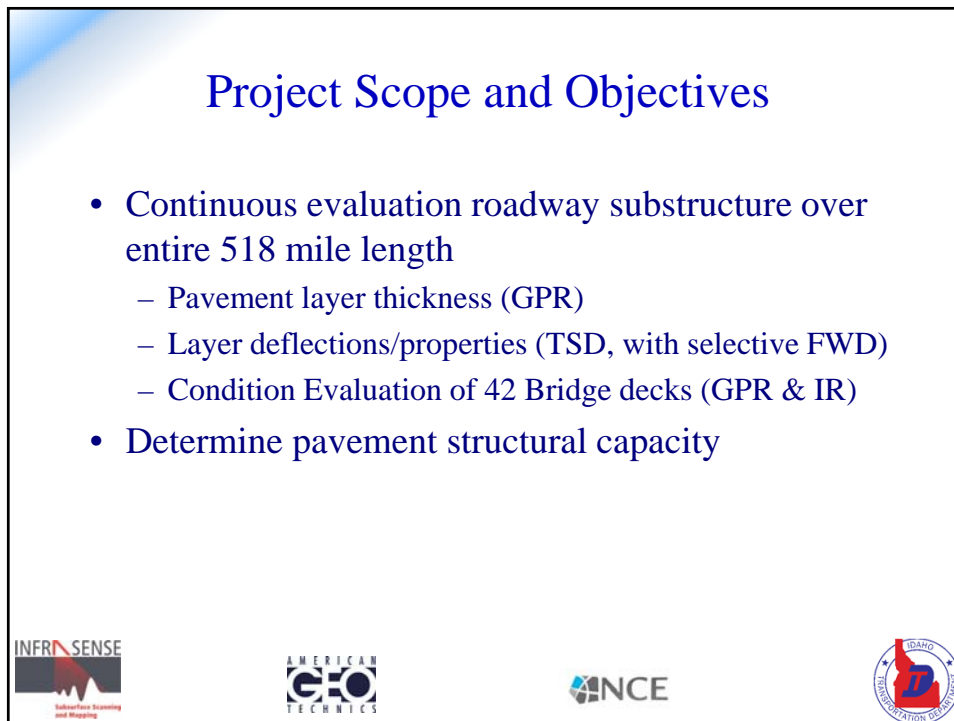 Project Scope and Objectives
• Continuous evaluation roadway substructure over
entire 518 mile length
– Pavement layer thickness (GPR)
– Layer deflections/properties (TSD, with selective FWD)
– Condition Evaluation of 42 Bridge decks (GPR & IR)
• Determine pavement structural capacity
INFRASENSE
Subsurface Scanning
and Mapping
AMERICAN
GEO
TECHNICS
NCE
IDAHO
TRANSPORTATION DEPARTMENT